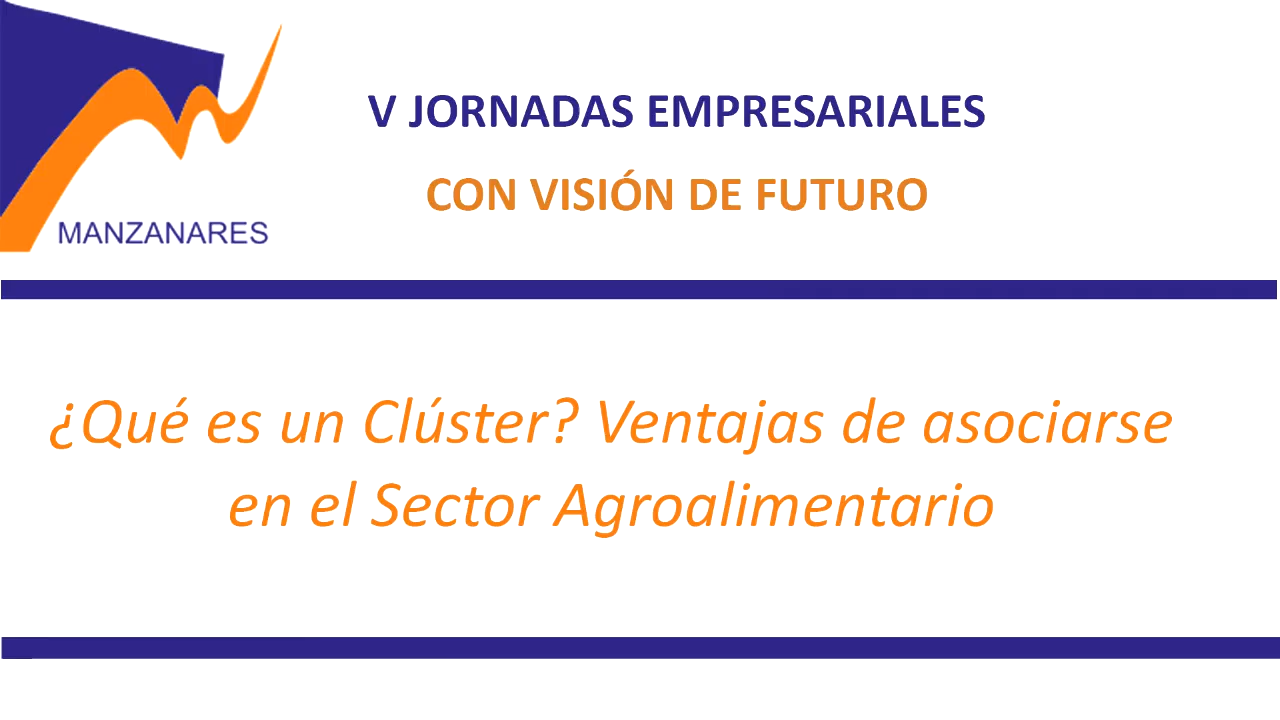 V JORNADAS EMPRESARIALES
CON VISIÓN DE FUTURO
MANZANARES
¿Qué es un Clúster? Ventajas de asociarse
en el Sector Agroalimentario